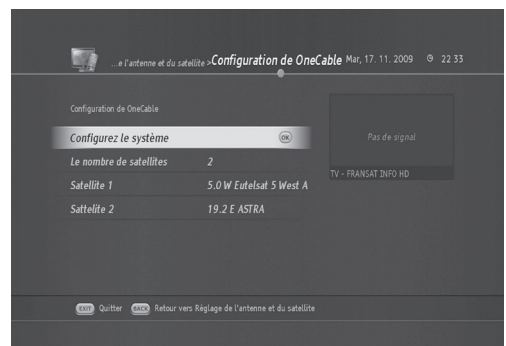 ...e l'antenne et du satellite >Configuration de OneCable Mar, 17. 11. 2009 22 33
Configuration de OneCable
Configurez le système OK
Pas de signal
Le nombre de satellites 2
TV - FRANSAT INFO HD
Satellite 1 5.0 W Eutelsat 5 West A
Sattelite 2 19.2 E ASTRA
EXIT Quitter BACK Retour vers Réglage de l'antenne et du satellite